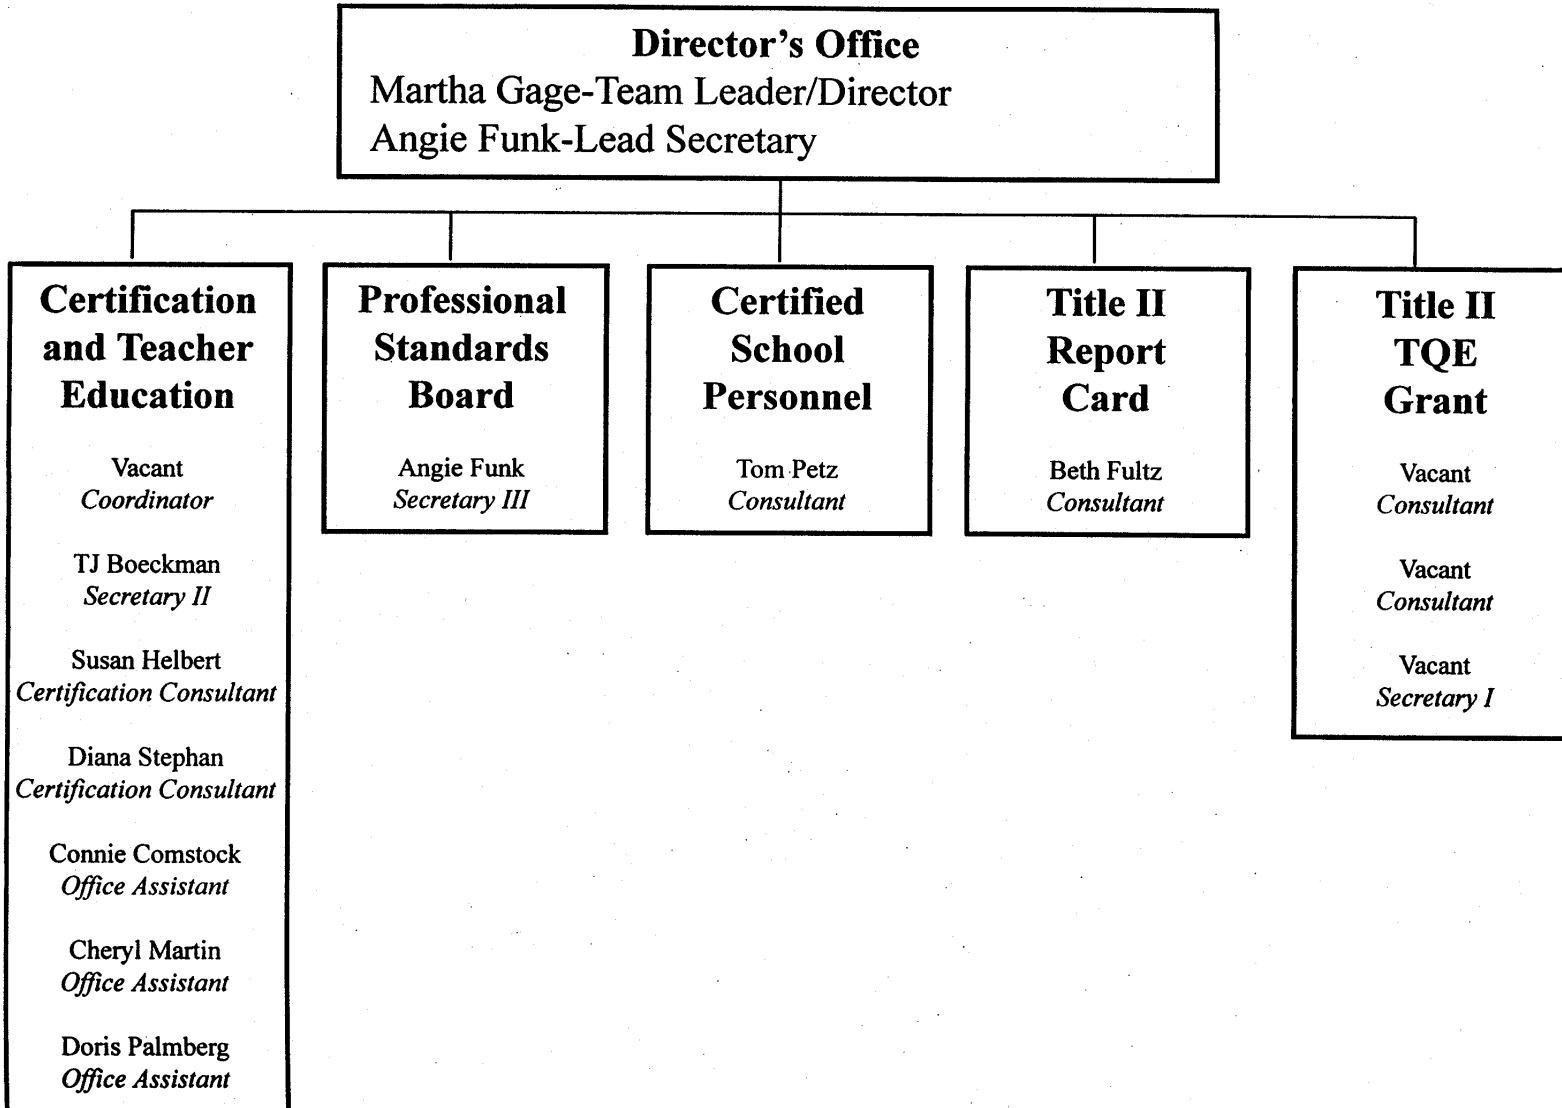 Director's Office
Martha Gage-Team Leader/Director
Angie Funk-Lead Secretary
Certification
and Teacher
Education
Vacant
Coordinator
TJ Boeckman
Secretary II
Susan Helbert
Certification Consultant
Diana Stephan
Certification Consultant
Connie Comstock
Office Assistant
Cheryl Martin
Office Assistant
Doris Palmberg
Office Assistant
Professional
Standards
Board
Angie Funk
Secretary III
Certified
School
Personnel
Tom Petz
Consultant
Title II
Report
Card
Beth Fultz
Consultant
Title II
TQE
Grant
Vacant
Consultant
Vacant
Consultant
Vacant
Secretary I